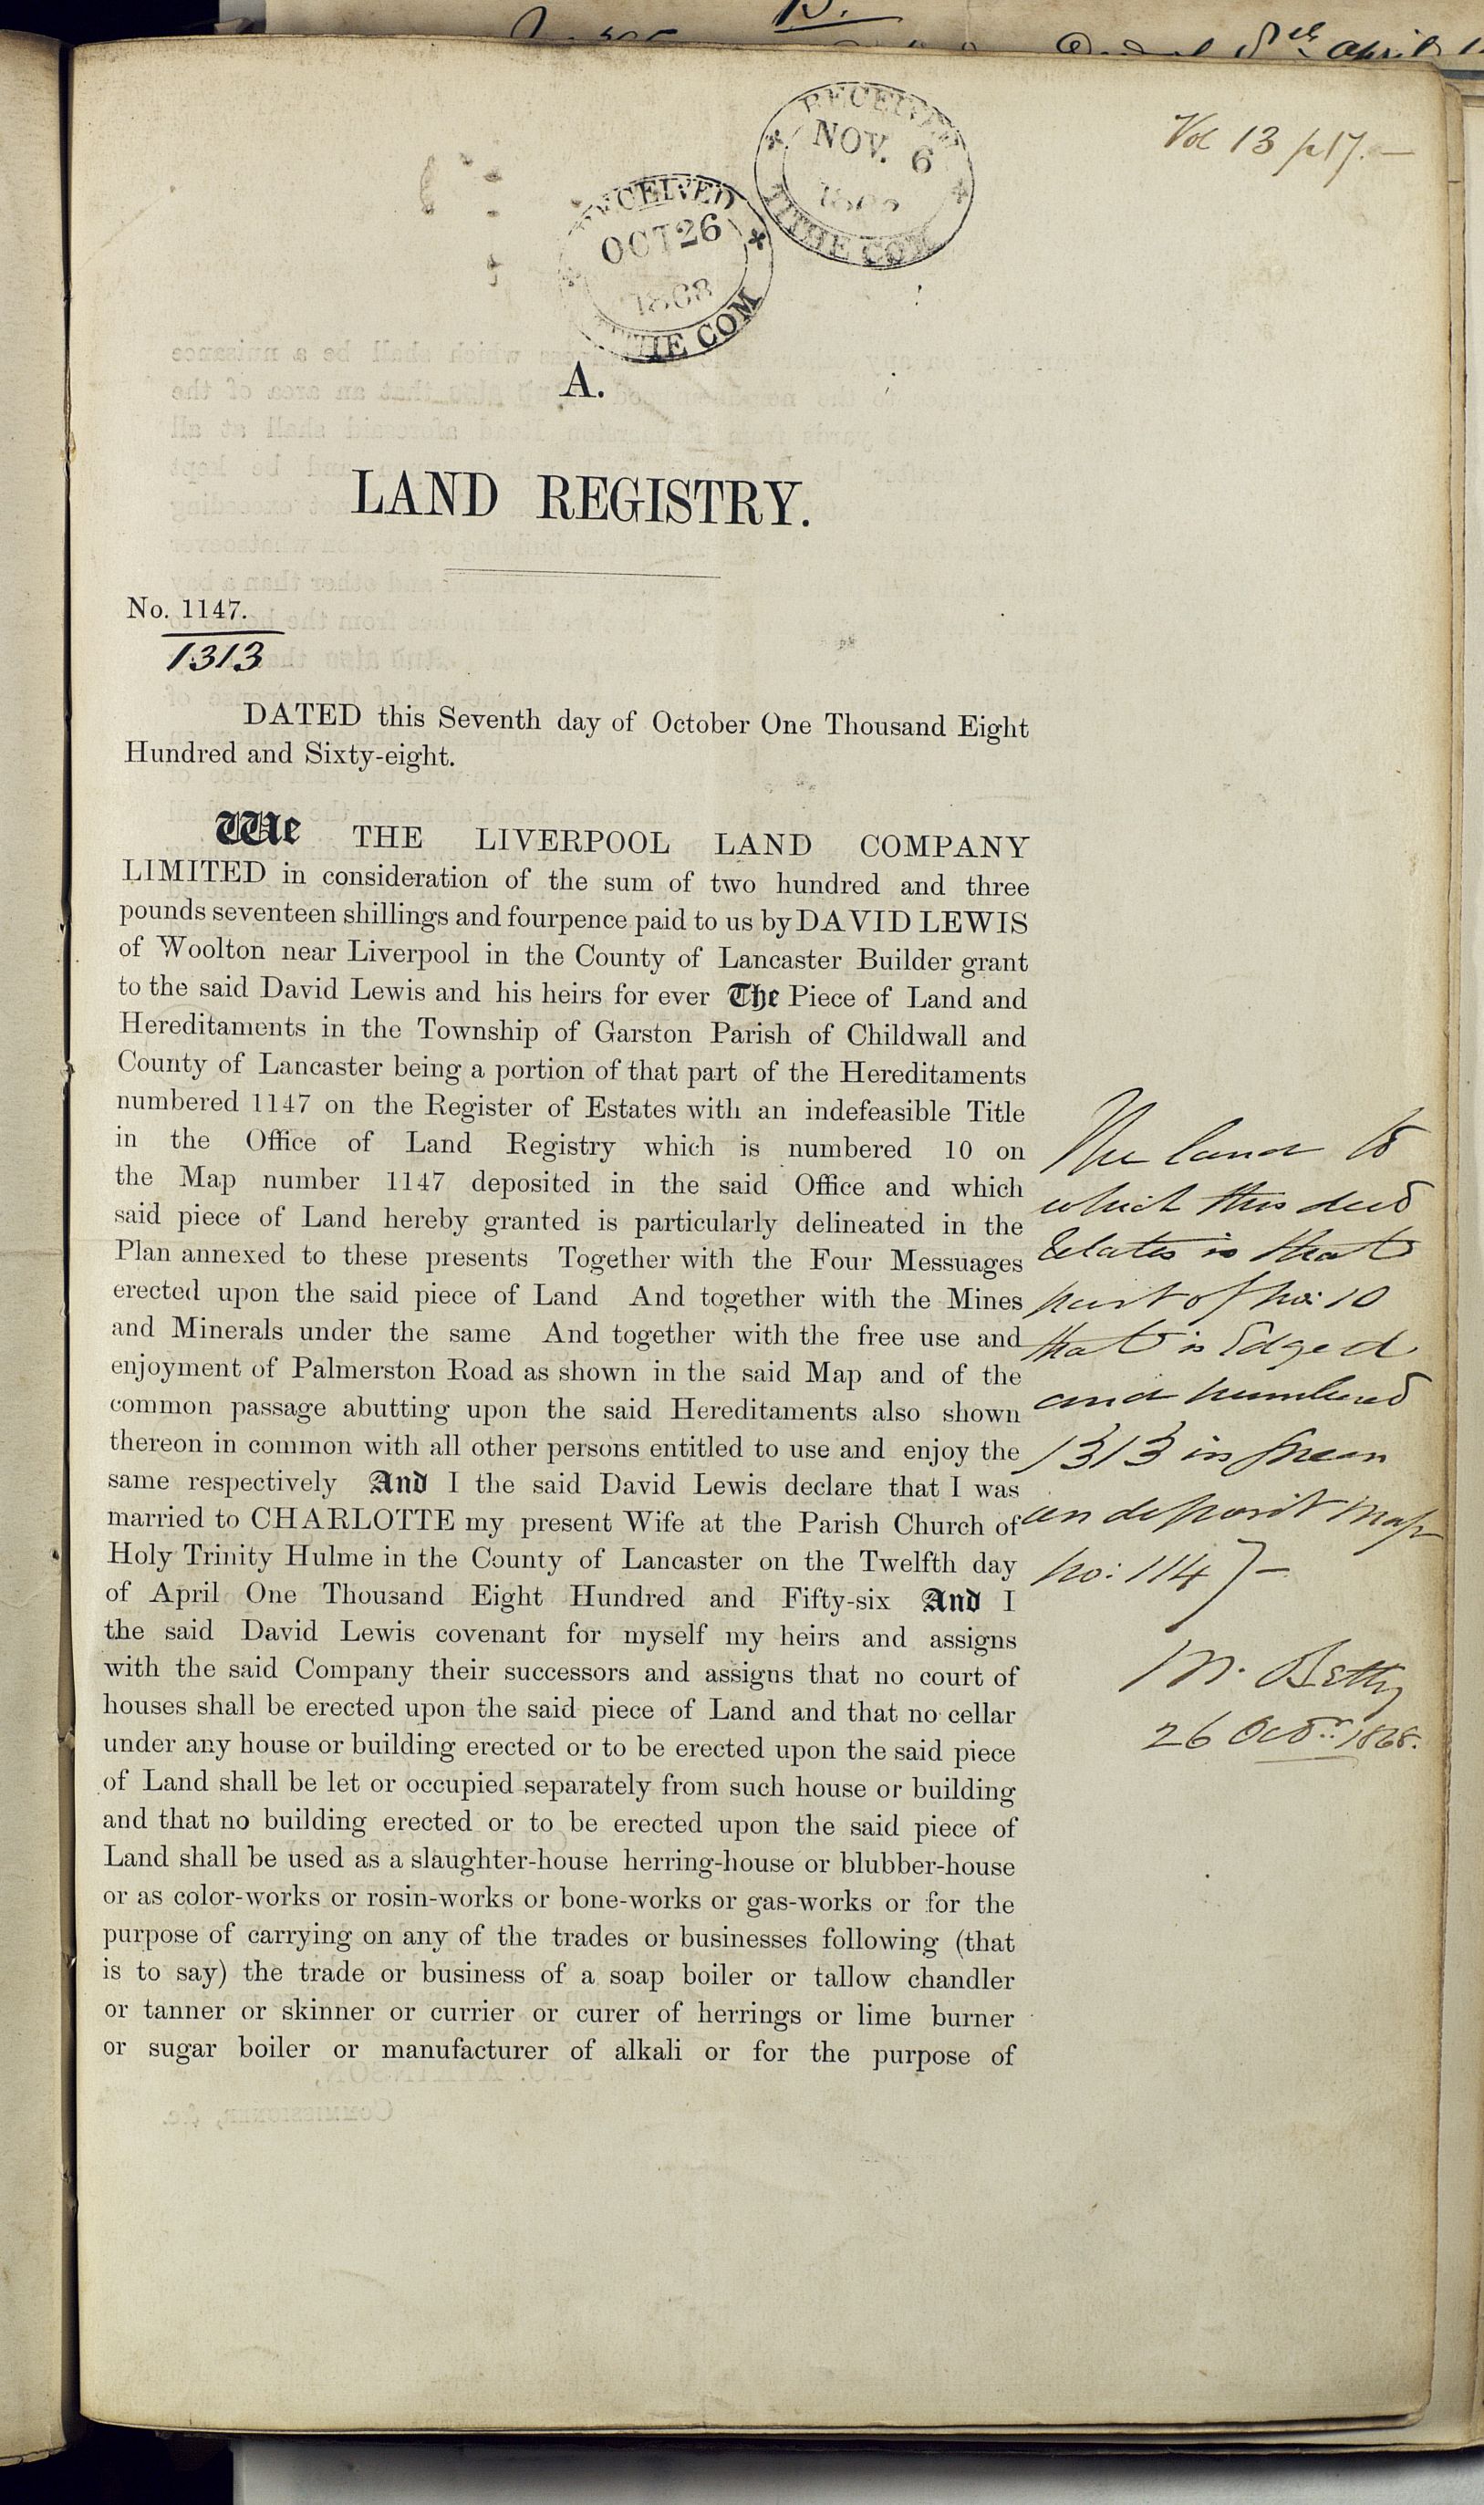 8th April
Vol 13 p 17.—
RECEIVED
NOV. 6
TITHE COM
RECEIVED
OCT 26
1868
TITHE COM
A.
LAND REGISTRY.
No. 1147.
1313
DATED this Seventh day of October One Thousand Eight
Hundred and Sixty-eight.
We THE LIVERPOOL LAND COMPANY
LIMITED in consideration of the sum of two hundred and three
pounds seventeen shillings and fourpence paid to us by DAVID LEWIS
of Woolton near Liverpool in the County of Lancaster Builder grant
to the said David Lewis and his heirs for ever The Piece of Land and
Hereditaments in the Township of Garston Parish of Childwall and
County of Lancaster being a portion of that part of the Hereditaments
numbered 1147 on the Register of Estates with an indefeasible Title
in the Office of Land Registry which is numbered 10 on
the Map number 1147 deposited in the said Office and which
said piece of Land hereby granted is particularly delineated in the
Plan annexed to these presents Together with the Four Messuages
erected upon the said piece of Land And together with the Mines
and Minerals under the same And together with the free use and
enjoyment of Palmerston Road as shown in the said Map and of the
common passage abutting upon the said Hereditaments also shown
thereon in common with all other persons entitled to use and enjoy the
same respectively And I the said David Lewis declare that I was
married to CHARLOTTE my present Wife at the Parish Church of
Holy Trinity Hulme in the County of Lancaster on the Twelfth day
of April One Thousand Eight Hundred and Fifty-six And I
the said David Lewis covenant for myself my heirs and assigns
with the said Company their successors and assigns that no court of
houses shall be erected upon the said piece of Land and that no cellar
under any house or building erected or to be erected upon the said piece
of Land shall be let or occupied separately from such house or building
and that no building erected or to be erected upon the said piece of
Land shall be used as a slaughter-house herring-house or blubber-house
or as color-works or rosin-works or bone-works or gas-works or for the
purpose of carrying on any of the trades or businesses following (that
is to say) the trade or business of a soap boiler or tallow chandler
or tanner or skinner or currier or curer of herrings or lime burner
or sugar boiler or manufacturer of alkali or for the purpose of
The land to
which this deed
relates is that
part of no: 10
that is Edged
and numbered
1313 in green
on deposit map
no: 1147—
26 Octr. 1868.